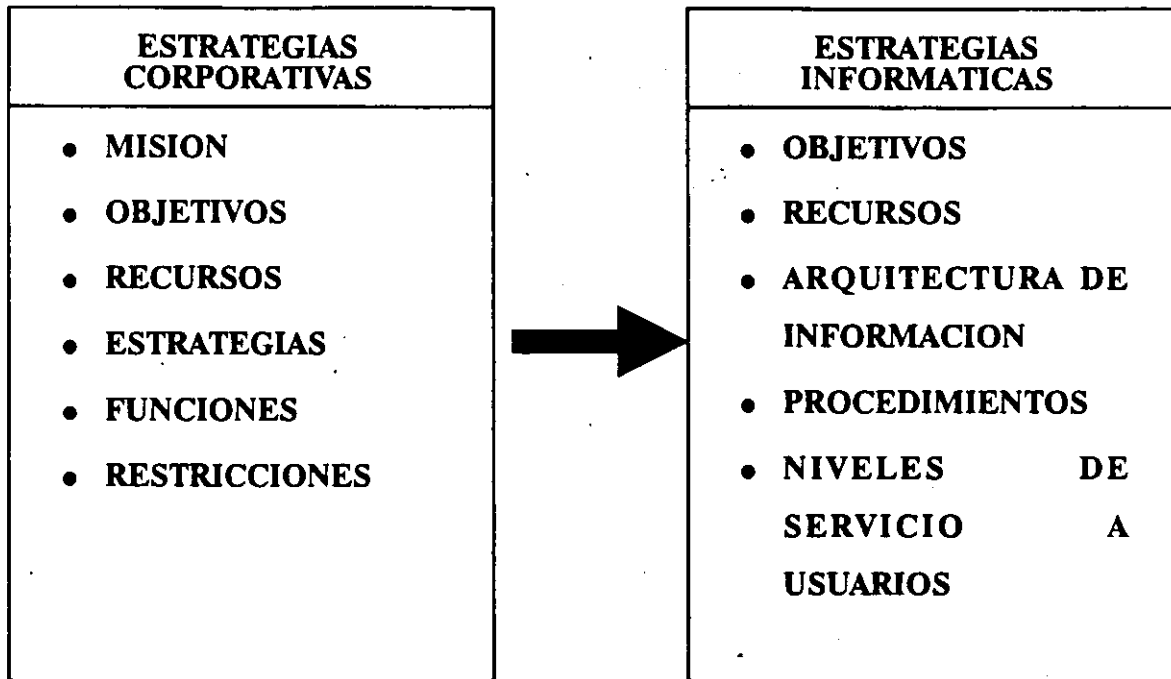 ESTRATEGIAS
CORPORATIVAS
• MISION
• OBJETIVOS
• RECURSOS
• ESTRATEGIAS
• FUNCIONES
• RESTRICCIONES
ESTRATEGIAS
INFORMATICAS
• OBJETIVOS
• RECURSOS
• ARQUITECTURA DE
INFORMACION
• PROCEDIMIENTOS
• NIVELES DE
SERVICIO A
USUARIOS